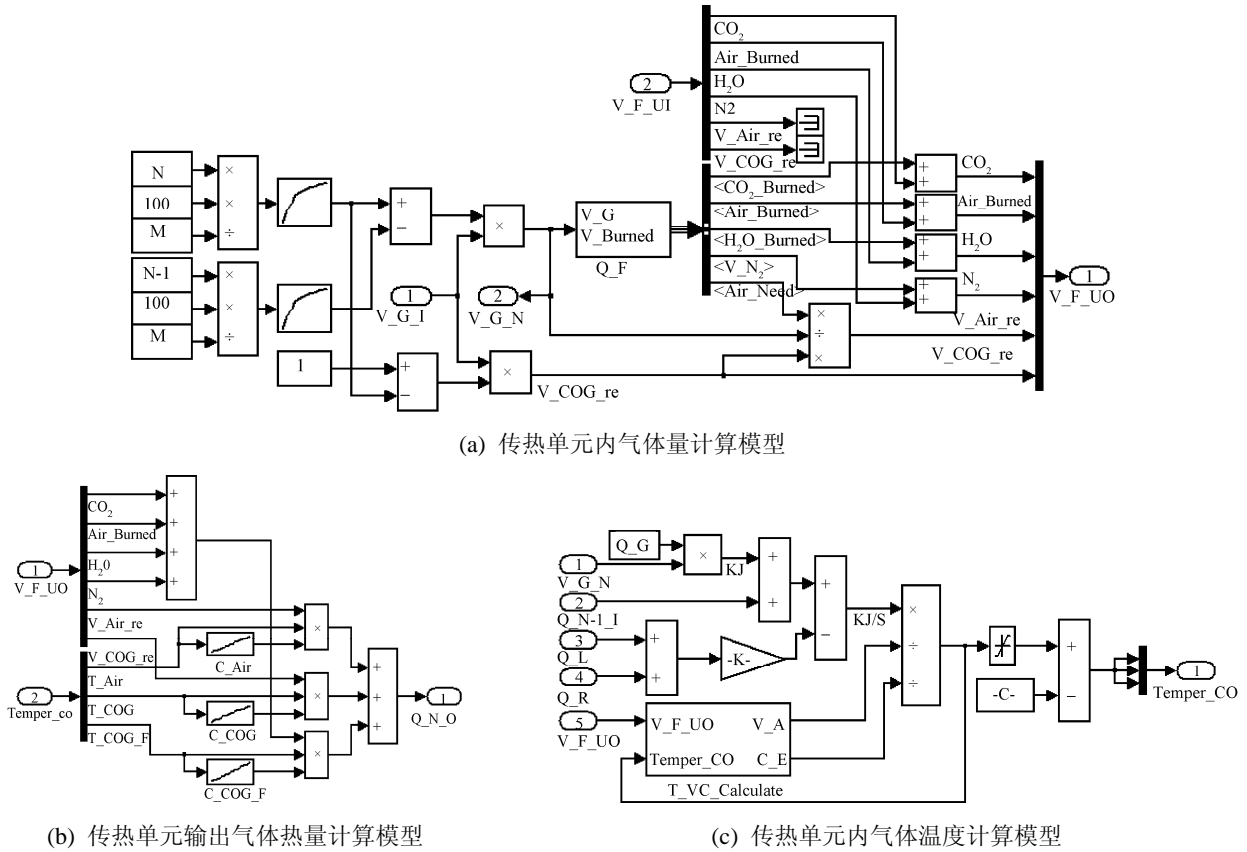 CO₂
Air_Burned
H₂O
N2
V_Air_re
V_COG_re
2
V_F_UI
N
100
M
×
×
÷
N-1
100
M
×
×
÷
+
−
×
V_G
V_Burned
Q_F
<CO₂_Burned>
<Air_Burned>
<H₂O_Burned>
<V_N₂>
<Air_Need>
+
+
+
+
+
+
+
+
CO₂
Air_Burned
H₂O
N₂
V_Air_re
V_COG_re
1
V_F_UO
1
V_G_I
2
V_G_N
×
÷
×
1
+
−
×
V_COG_re
(a) 传热单元内气体量计算模型
1
V_F_UO
CO₂
Air_Burned
H₂0
N₂
V_Air_re
V_COG_re
2
Temper_co
T_Air
T_COG
T_COG_F
+
+
+
+
C_Air
C_COG
C_COG_F
×
×
×
+
+
+
1
Q_N_O
(b) 传热单元输出气体热量计算模型
Q_G
1
V_G_N
×
KJ
2
Q_N-1_I
3
Q_L
4
Q_R
5
V_F_UO
+
+
+
+
-K-
+
−
KJ/S
×
÷
÷
V_F_UO
V_A
Temper_CO
C_E
T_VC_Calculate
-C-
+
−
1
Temper_CO
(c) 传热单元内气体温度计算模型